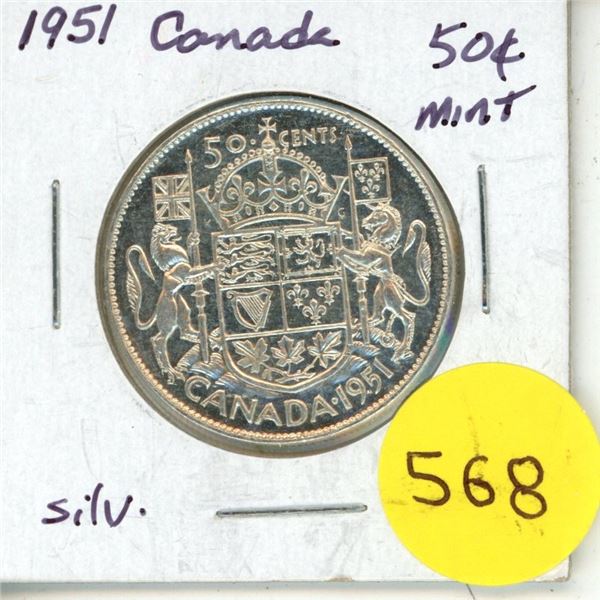 1951 Canada 50¢
mint
50 · CENTS
CANADA · 1951
silv.
568